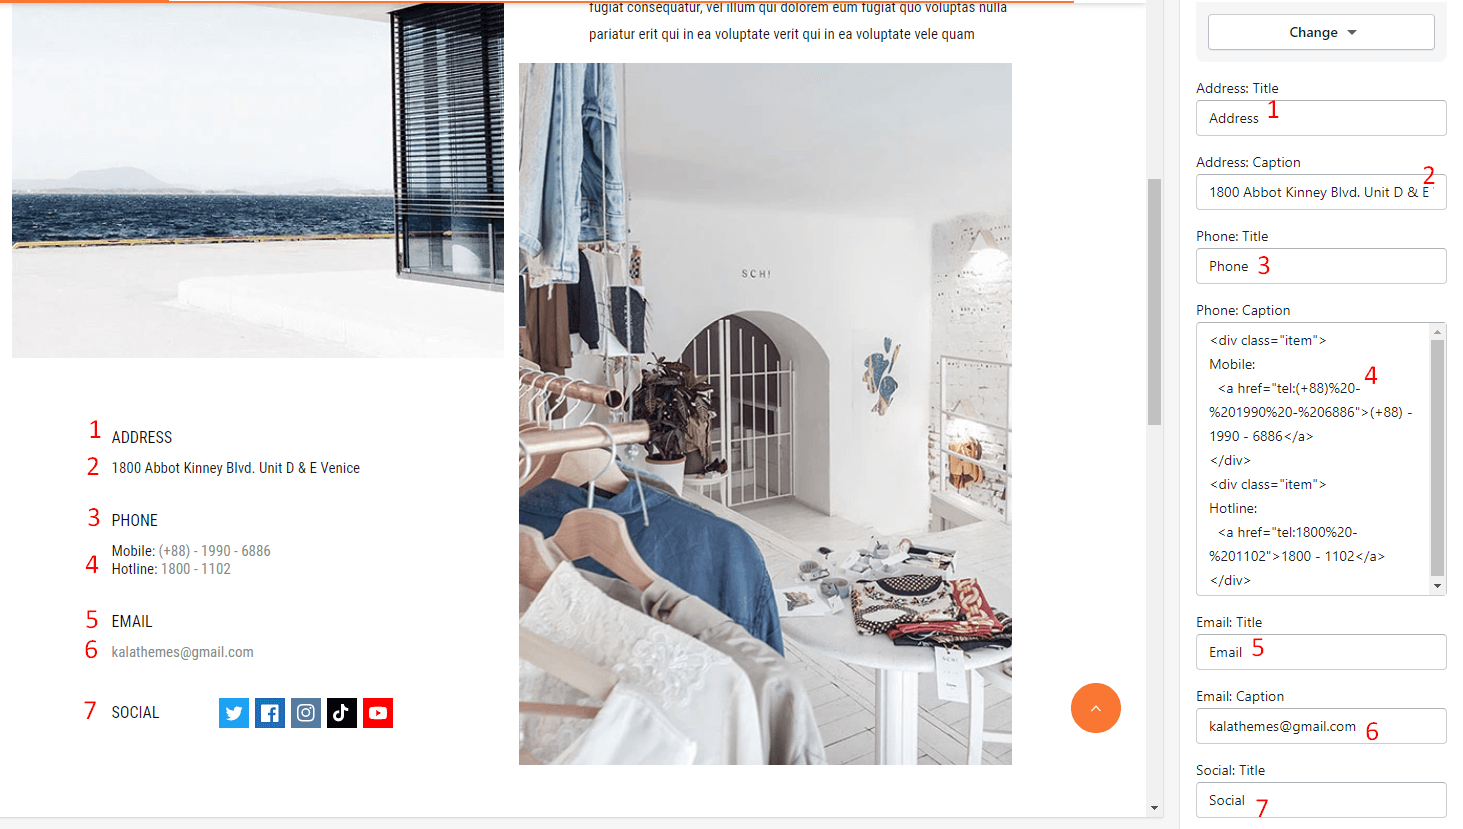 fugiat consequatur, vel illum qui dolorem eum fugiat quo voluptas nulla
pariatur erit qui in ea voluptate verit qui in ea voluptate vele quam
SCH!
1 ADDRESS
2 1800 Abbot Kinney Blvd. Unit D & E Venice
3 PHONE
Mobile: (+88) - 1990 - 6886
4
Hotline: 1800 - 1102
5 EMAIL
6 kalathemes@gmail.com
7 SOCIAL
SCH!
Change
Address: Title
Address 1
Address: Caption
2
1800 Abbot Kinney Blvd. Unit D & E
Phone: Title
Phone 3
Phone: Caption
<div class="item">
Mobile:
4
<a href="tel:(+88)%20-
%201990%20-%206886">(+88) -
1990 - 6886</a>
</div>
<div class="item">
Hotline:
<a href="tel:1800%20-
%201102">1800 - 1102</a>
</div>
Email: Title
Email 5
Email: Caption
kalathemes@gmail.com 6
Social: Title
Social 7